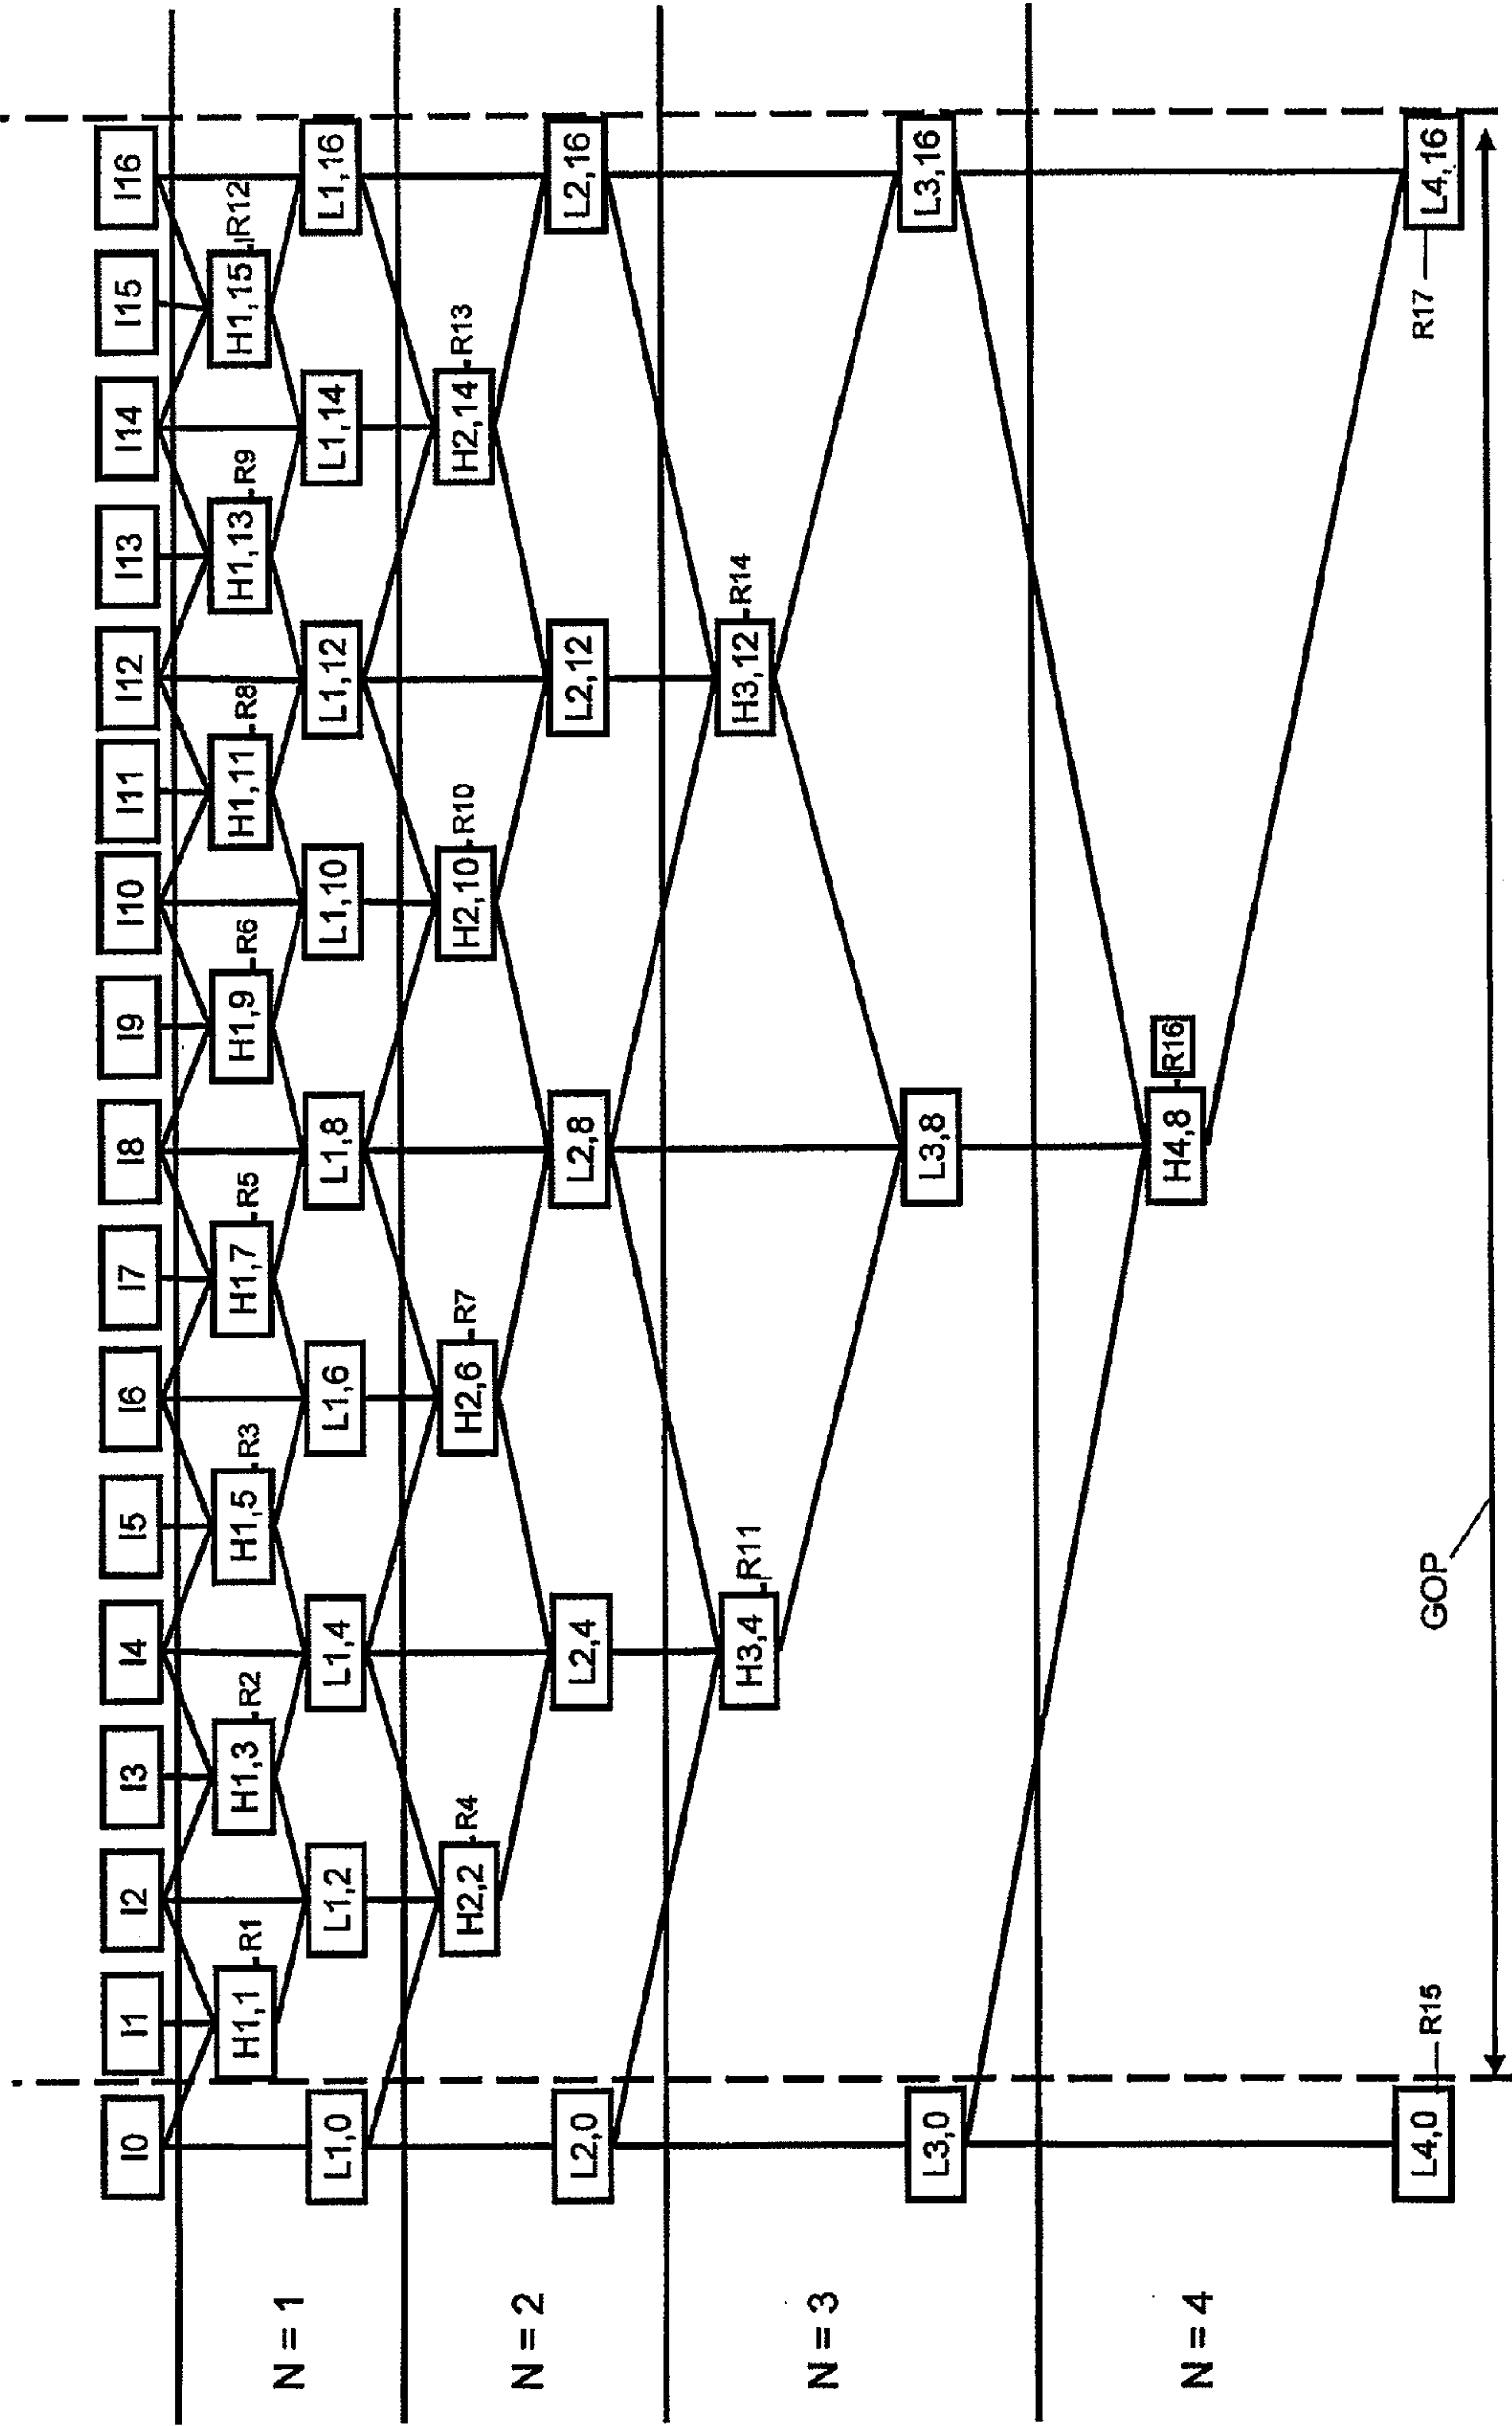 I0 I1 I2 I3 I4 I5 I6 I7 I8 I9 I10 I11 I12 I13 I14 I15 I16
N = 1
H1,1 R1 H1,3 R2 H1,5 R3 H1,7 R5 H1,9 R6 H1,11 R8 H1,13 R9 H1,15 R12
L1,0 L1,2 L1,4 L1,6 L1,8 L1,10 L1,12 L1,14 L1,16
N = 2
H2,2 R4 H2,6 R7 H2,10 R10 H2,14 R13
L2,0 L2,4 L2,8 L2,12 L2,16
N = 3
H3,4 R11 H3,12 R14
L3,0 L3,8 L3,16
N = 4
H4,8 R16
L4,0 R15 R17 L4,16
GOP